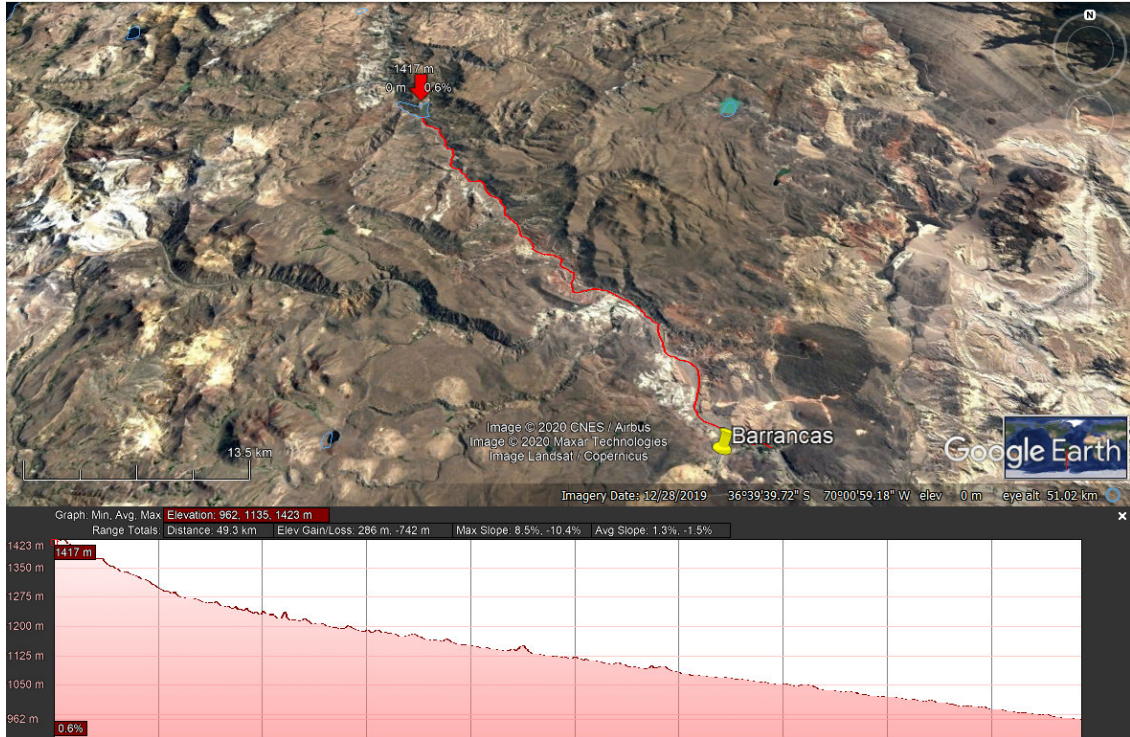 N
1417 m
0 m 0.6%
Barrancas
Image © 2020 CNES / Airbus
Image © 2020 Maxar Technologies
Image Landsat / Copernicus
13.5 km
Google Earth
Imagery Date: 12/28/2019 36°39'39.72" S 70°00'59.18" W elev 0 m eye alt 51.02 km
Graph: Min, Avg, Max Elevation: 962, 1135, 1423 m
Range Totals: Distance: 49.3 km Elev Gain/Loss: 286 m, -742 m Max Slope: 8.5%, -10.4% Avg Slope: 1.3%, -1.5%
1423 m
1417 m
1350 m
1275 m
1200 m
1125 m
1050 m
962 m
0.6%